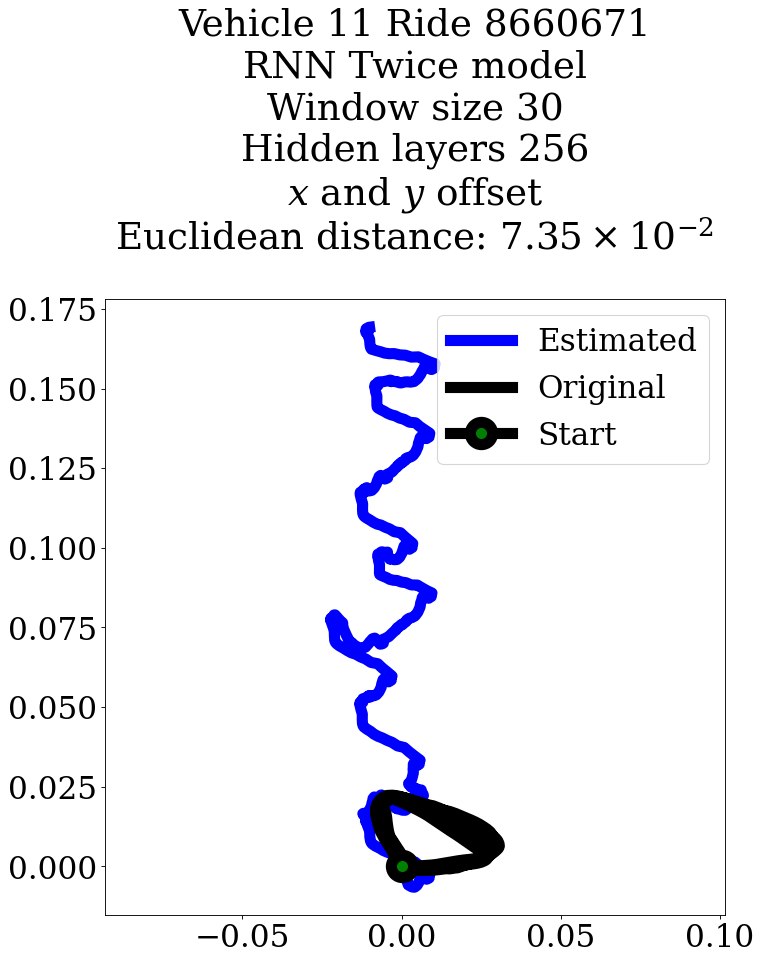 Vehicle 11 Ride 8660671
RNN Twice model
Window size 30
Hidden layers 256
x and y offset
Euclidean distance: 7.35 × 10⁻²
Estimated
Original
Start
0.175
0.150
0.125
0.100
0.075
0.050
0.025
0.000
−0.05 0.00 0.05 0.10